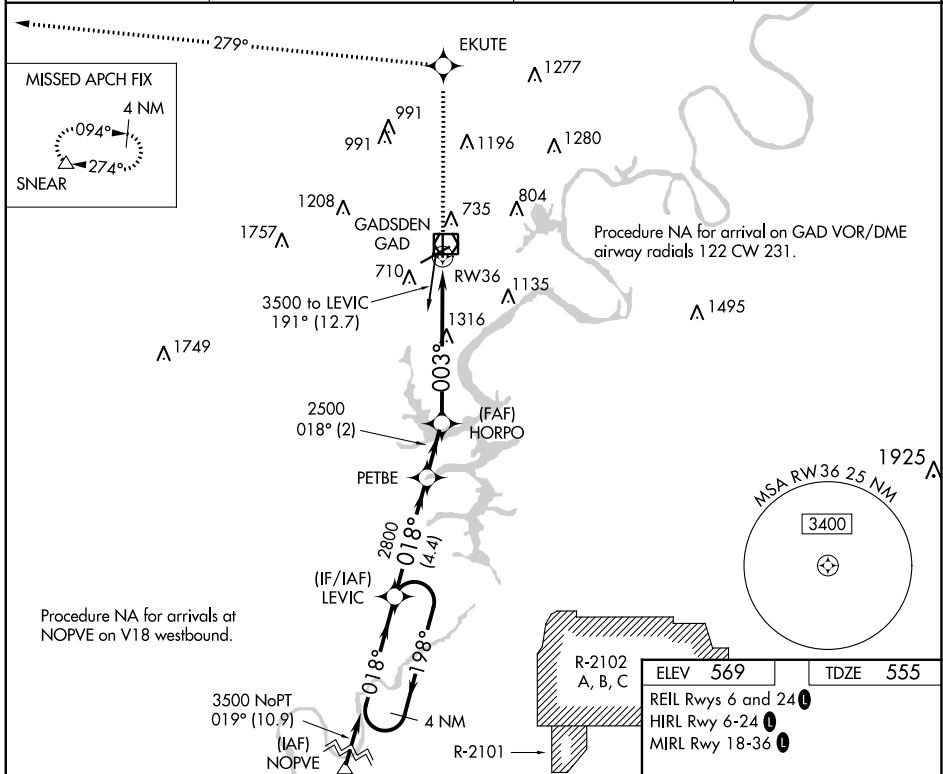 279°
EKUTE
MISSED APCH FIX
4 NM
094°
274°
SNEAR
1277
991
991
1196
1280
1208
804
1757
GADSDEN
GAD
735
Procedure NA for arrival on GAD VOR/DME
airway radials 122 CW 231.
710
RW36
1135
3500 to LEVIC
191° (12.7)
1495
1316
1749
003°
2500
018° (2)
(FAF)
HORPO
PETBE
1925
MSA RW36 25 NM
3400
2800
018°
(4.4)
(IF/IAF)
LEVIC
Procedure NA for arrivals at
NOPVE on V18 westbound.
018°
198°
R-2102
A, B, C
3500 NoPT
019° (10.9)
4 NM
(IAF)
NOPVE
R-2101
ELEV 569
TDZE 555
REIL Rwys 6 and 24 L
HIRL Rwy 6-24 L
MIRL Rwy 18-36 L